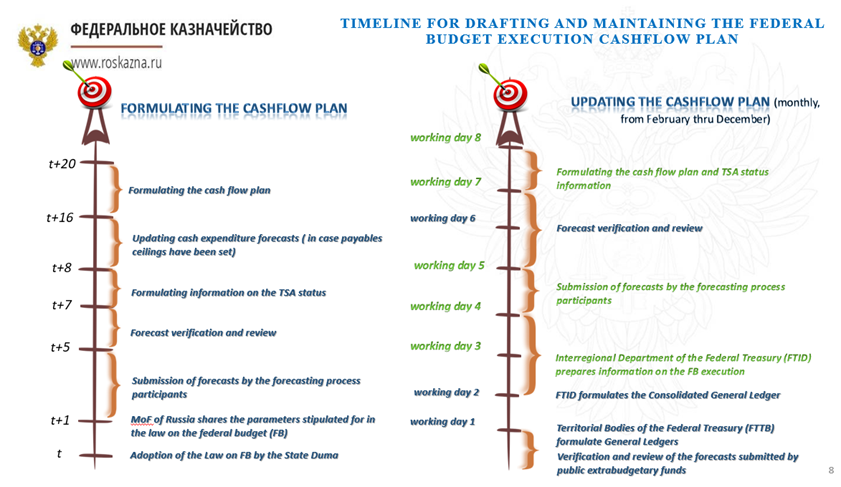 ФЕДЕРАЛЬНОЕ КАЗНАЧЕЙСТВО
www.roskazna.ru
TIMELINE FOR DRAFTING AND MAINTAINING THE FEDERAL
BUDGET EXECUTION CASHFLOW PLAN
FORMULATING THE CASHFLOW PLAN
t+20
Formulating the cash flow plan
t+16
Updating cash expenditure forecasts ( in case payables
ceilings have been set)
t+8
Formulating information on the TSA status
t+7
Forecast verification and review
t+5
Submission of forecasts by the forecasting process
participants
t+1
MoF of Russia shares the parameters stipulated for in
the law on the federal budget (FB)
t
Adoption of the Law on FB by the State Duma
UPDATING THE CASHFLOW PLAN (monthly,
from February thru December)
working day 8
Formulating the cash flow plan and TSA status
information
working day 7
working day 6
Forecast verification and review
working day 5
Submission of forecasts by the forecasting process
participants
working day 4
working day 3
Interregional Department of the Federal Treasury (FTID)
prepares information on the FB execution
working day 2
FTID formulates the Consolidated General Ledger
working day 1
Territorial Bodies of the Federal Treasury (FTTB)
formulate General Ledgers
Verification and review of the forecasts submitted by
public extrabudgetary funds
8